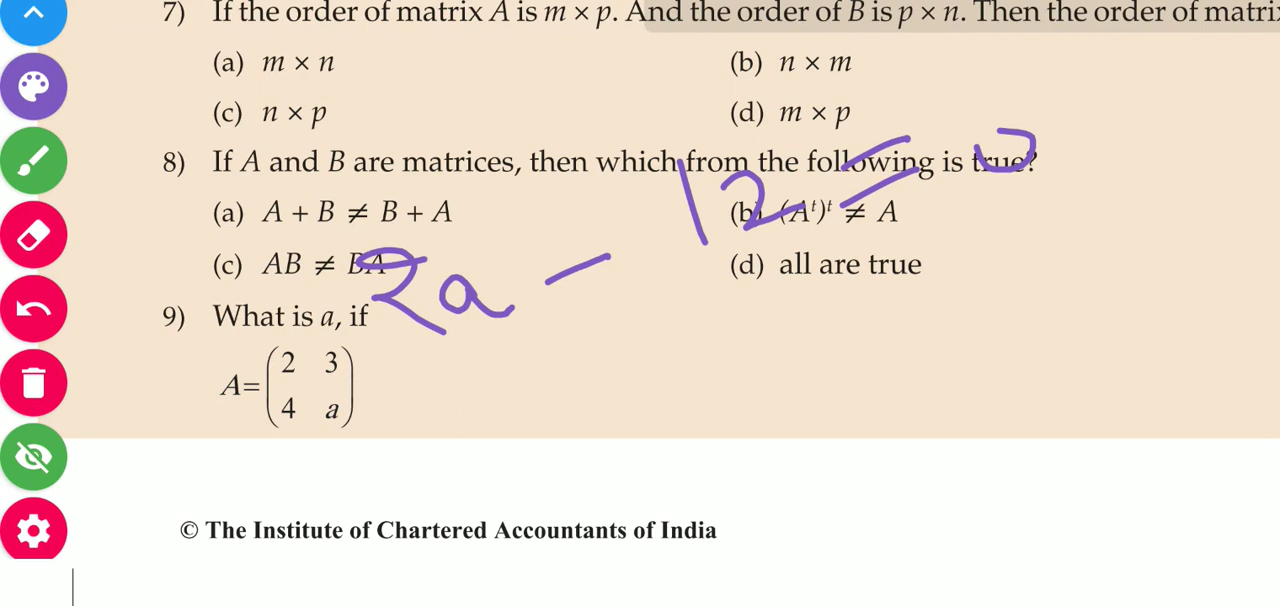 7) If the order of matrix A is m × p. And the order of B is p × n. Then the order of
(a) m × n (b) n × m
(c) n × p (d) m × p
8) If A and B are matrices, then which from the following is true?
(a) A + B ≠ B + A (b) (Aᵗ)ᵗ ≠ A
(c) AB ≠ BA (d) all are true
2a - 12 = 0
9) What is a, if
A= (2 3
4 a)
© The Institute of Chartered Accountants of India